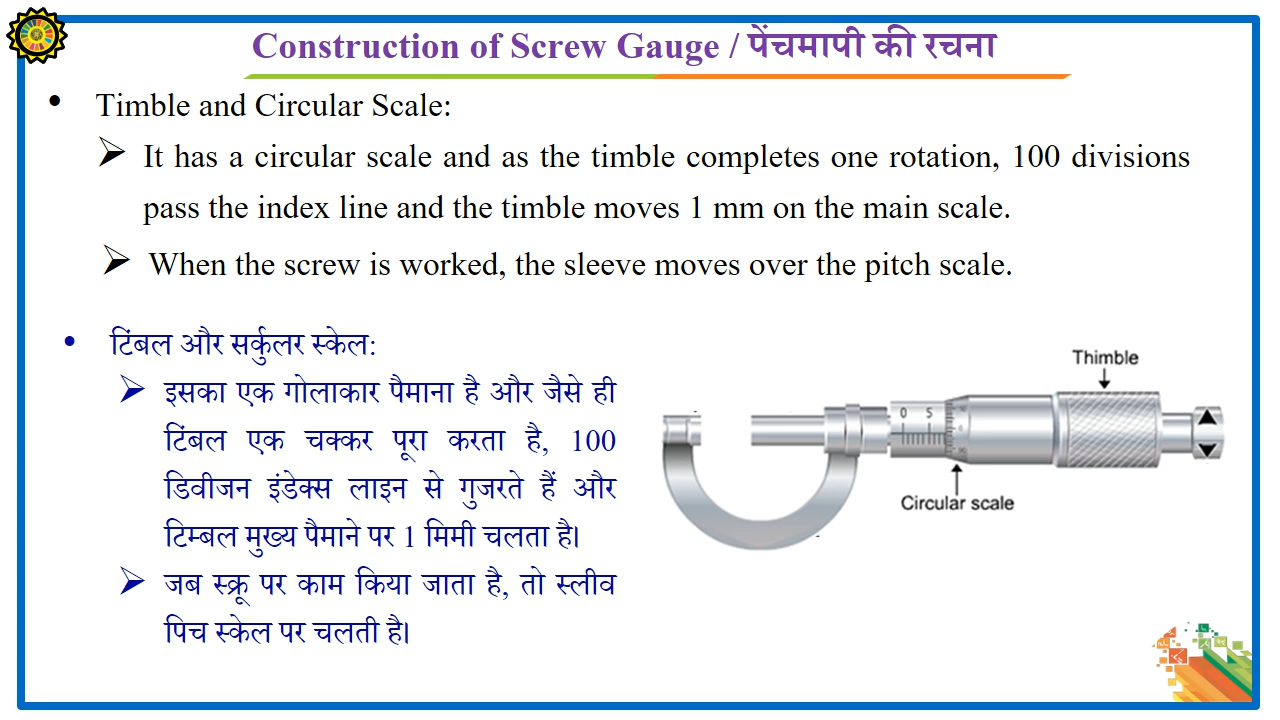 Construction of Screw Gauge / पेंचमापी की रचना
• Timble and Circular Scale:
➢ It has a circular scale and as the timble completes one rotation, 100 divisions
pass the index line and the timble moves 1 mm on the main scale.
➢ When the screw is worked, the sleeve moves over the pitch scale.
• टिंबल और सर्कुलर स्केल:
➢ इसका एक गोलाकार पैमाना है और जैसे ही
टिंबल एक चक्कर पूरा करता है, 100
डिवीजन इंडेक्स लाइन से गुजरते हैं और
टिम्बल मुख्य पैमाने पर 1 मिमी चलता है।
➢ जब स्क्रू पर काम किया जाता है, तो स्लीव
पिच स्केल पर चलती है।
Thimble
0 5
Circular scale